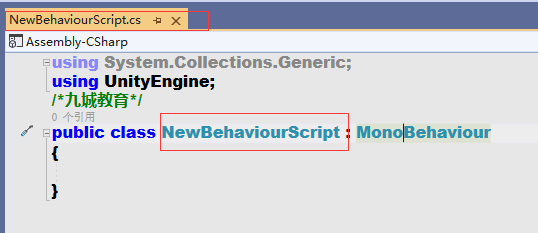 NewBehaviourScript.cs
Assembly-CSharp
using System.Collections.Generic;
using UnityEngine;
/*九诚教育*/
0 个引用
public class NewBehaviourScript : MonoBehaviour
{
}